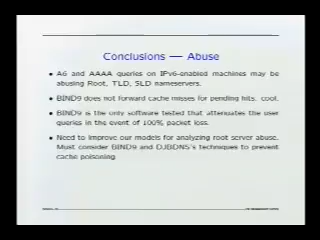 Conclusions — Abuse
• A6 and AAAA queries on IPv6-enabled machines may be
abusing Root, TLD, SLD nameservers.
• BIND9 does not forward cache misses for pending hits. cool.
• BIND9 is the only software tested that attenuates the user
queries in the event of 100% packet loss.
• Need to improve our models for analyzing root server abuse.
Must consider BIND9 and DJBDNS's techniques to prevent
cache poisoning